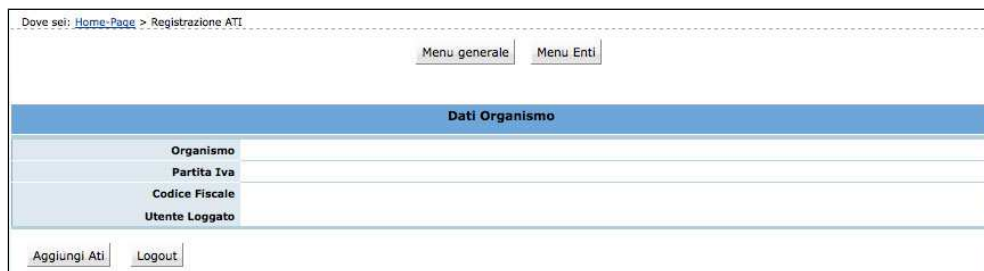 Dove sei: Home-Page > Registrazione ATI
Menu generale Menu Enti
Dati Organismo
Organismo
Partita Iva
Codice Fiscale
Utente Loggato
Aggiungi Ati Logout